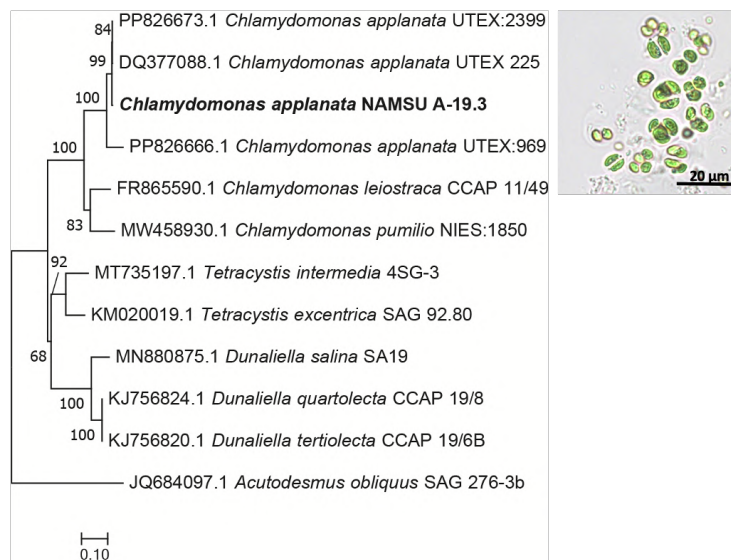 84
PP826673.1 Chlamydomonas applanata UTEX:2399
99
DQ377088.1 Chlamydomonas applanata UTEX 225
100
Chlamydomonas applanata NAMSU A-19.3
100
PP826666.1 Chlamydomonas applanata UTEX:969
FR865590.1 Chlamydomonas leiostraca CCAP 11/49
83
MW458930.1 Chlamydomonas pumilio NIES:1850
92
MT735197.1 Tetracystis intermedia 4SG-3
KM020019.1 Tetracystis excentrica SAG 92.80
68
MN880875.1 Dunaliella salina SA19
100
KJ756824.1 Dunaliella quartolecta CCAP 19/8
100
KJ756820.1 Dunaliella tertiolecta CCAP 19/6B
JQ684097.1 Acutodesmus obliquus SAG 276-3b
0.10
20 µm